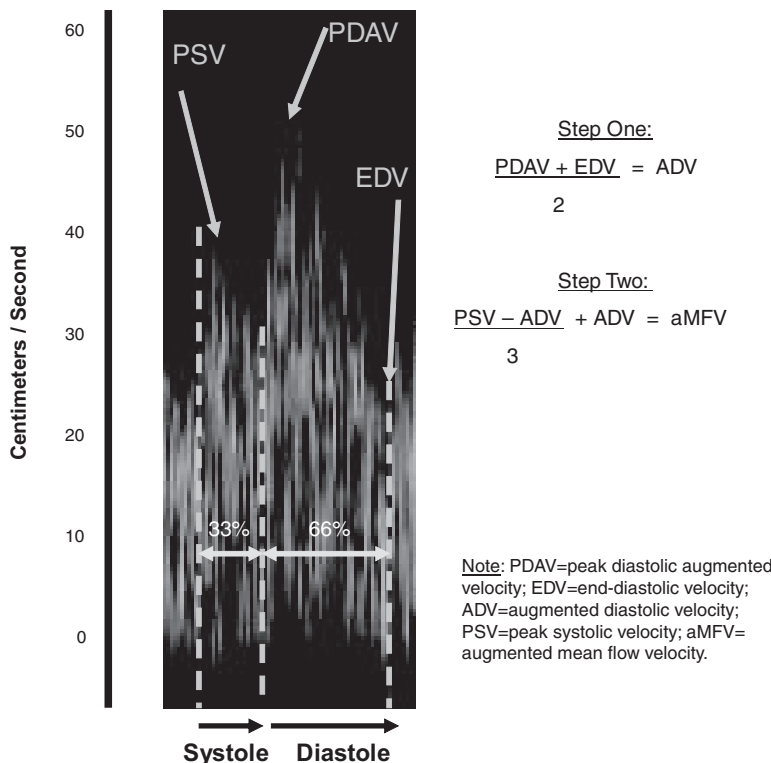 60
50
40
30
20
10
0
Centimeters / Second
PSV
PDAV
EDV
33%
66%
Systole
Diastole
Step One:
PDAV + EDV = ADV
2
Step Two:
PSV – ADV + ADV = aMFV
3
Note: PDAV=peak diastolic augmented
velocity; EDV=end-diastolic velocity;
ADV=augmented diastolic velocity;
PSV=peak systolic velocity; aMFV=
augmented mean flow velocity.